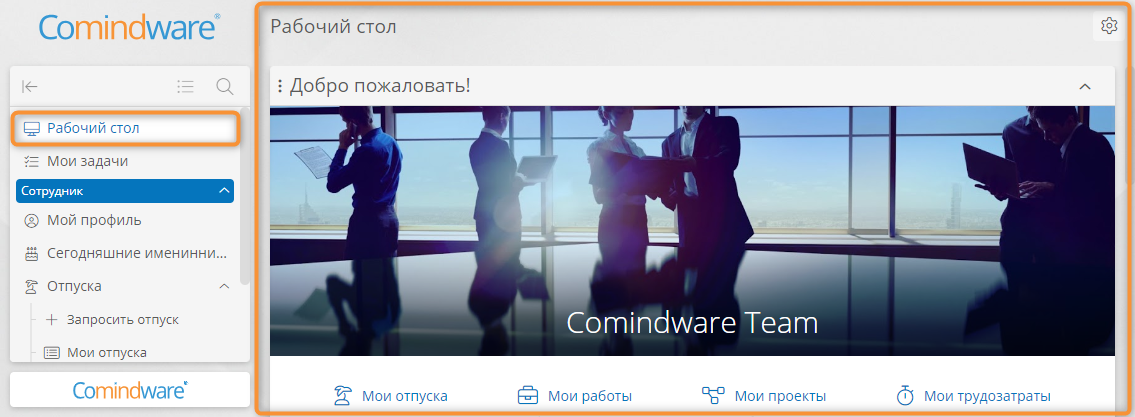 Comindware®
Рабочий стол
Мои задачи
Сотрудник
Мой профиль
Сегодняшние именинни...
Отпуска
Запросить отпуск
Мои отпуска
Comindware®
Рабочий стол
Добро пожаловать!
Comindware Team
Мои отпуска
Мои работы
Мои проекты
Мои трудозатраты